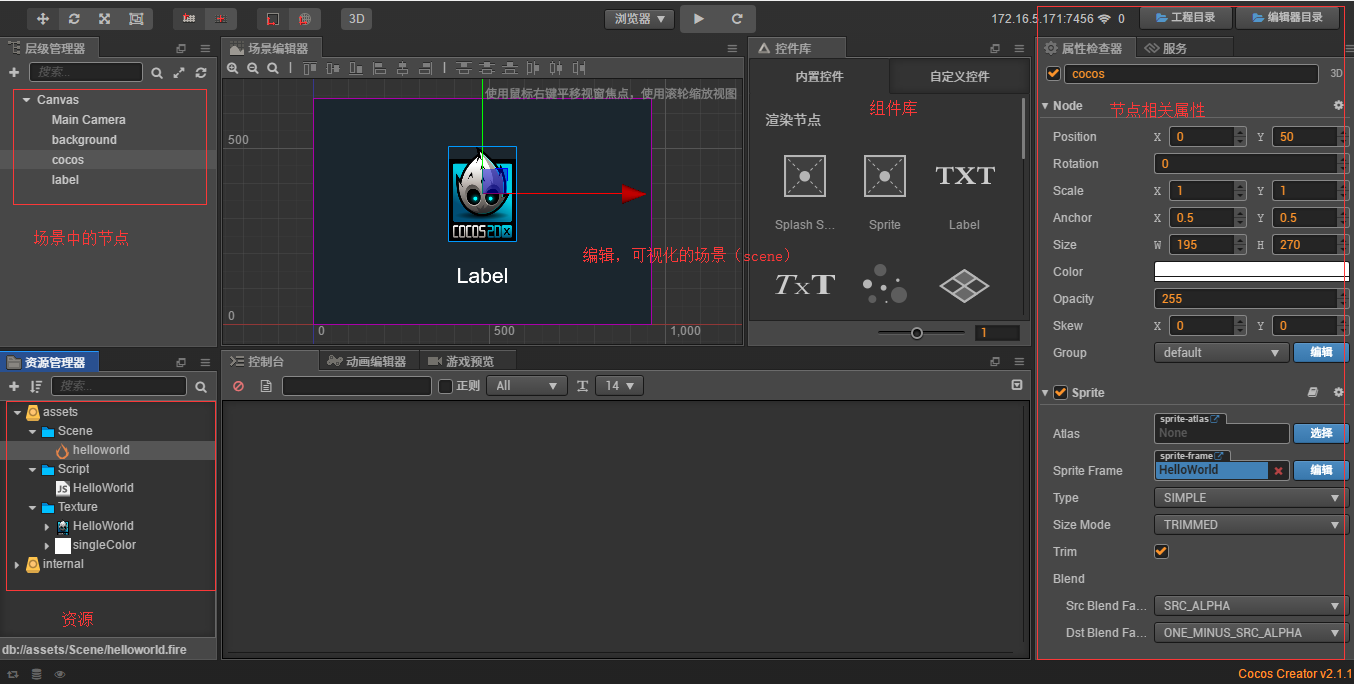 3D
浏览器
172.16.5.171:7456
0
工程目录
编辑器目录
层级管理器
搜索...
Canvas
Main Camera
background
cocos
label
场景中的节点
场景编辑器
使用鼠标右键平移视窗焦点，使用滚轮缩放视图
500
0
0
500
1,000
COCOS2DX
Label
编辑，可视化的场景（scene）
控件库
内置控件
自定义控件
组件库
渲染节点
TXT
Splash S...
Sprite
Label
TXT
1
属性检查器
服务
cocos
3D
Node
节点相关属性
Position
X
0
Y
50
Rotation
0
Scale
X
1
Y
1
Anchor
X
0.5
Y
0.5
Size
W
195
H
270
Color
Opacity
255
Skew
X
0
Y
0
Group
default
编辑
Sprite
Atlas
sprite-atlas
None
选择
Sprite Frame
sprite-frame
HelloWorld
编辑
Type
SIMPLE
Size Mode
TRIMMED
Trim
Blend
Src Blend Fa...
SRC_ALPHA
Dst Blend Fa...
ONE_MINUS_SRC_ALPHA
资源管理器
搜索...
assets
Scene
helloworld
Script
JS
HelloWorld
Texture
HelloWorld
singleColor
internal
资源
db://assets/Scene/helloworld.fire
控制台
动画编辑器
游戏预览
正则
All
14
Cocos Creator v2.1.1